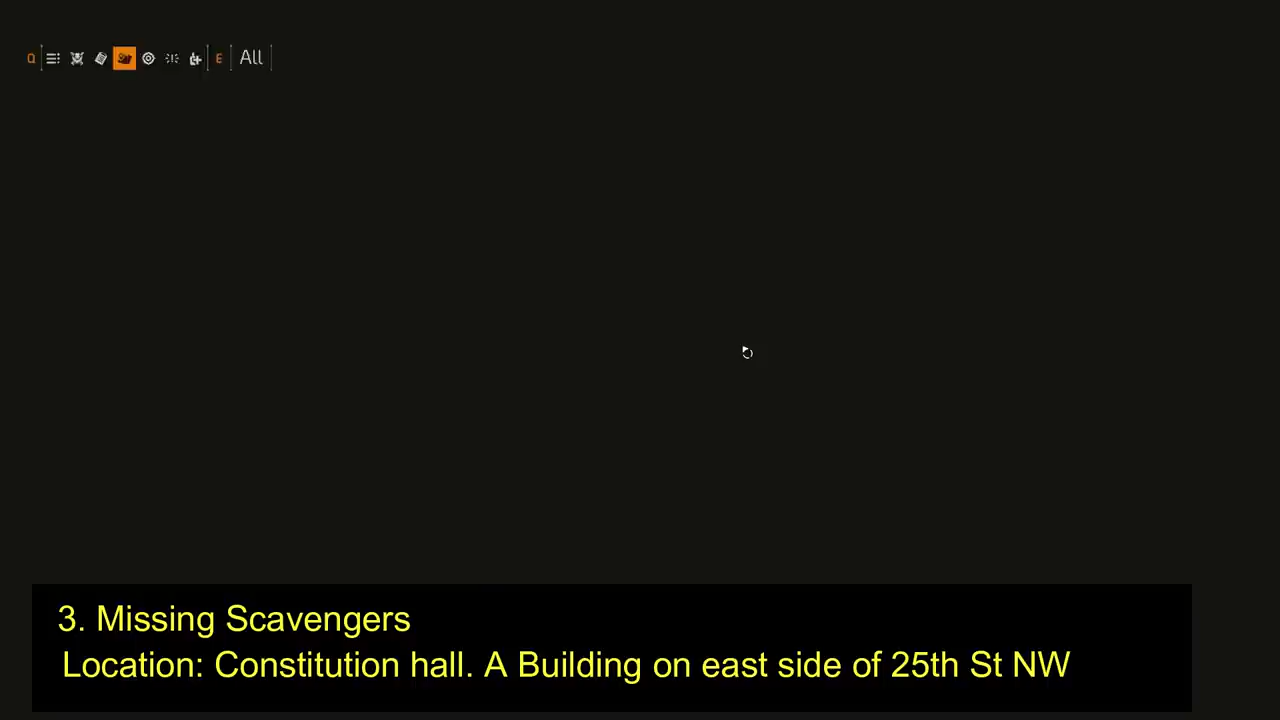 Q E All
3. Missing Scavengers
Location: Constitution hall. A Building on east side of 25th St NW